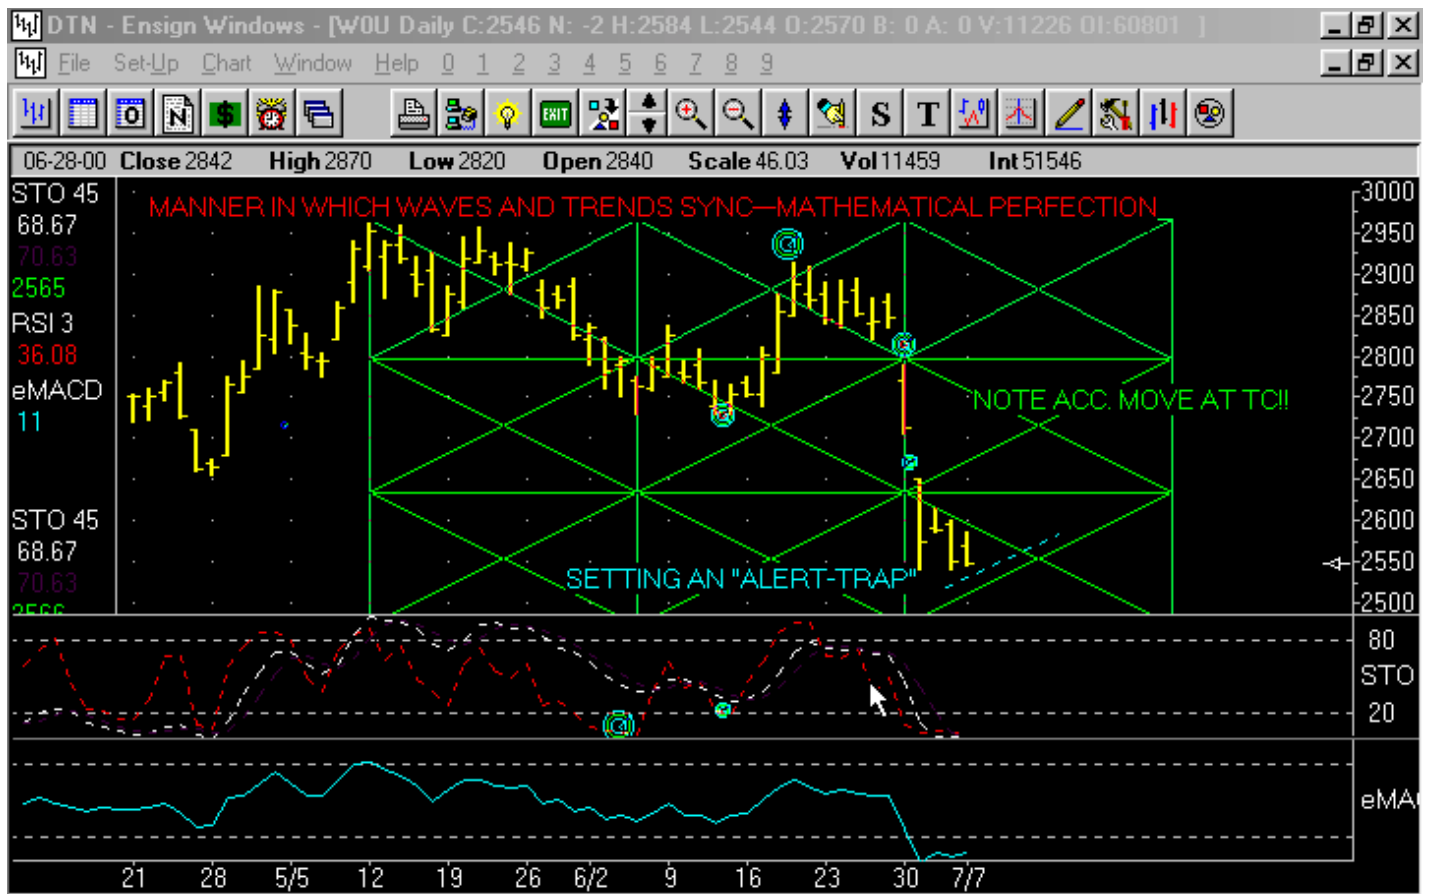 DTN - Ensign Windows - [W0U Daily C:2546 N: -2 H:2584 L:2544 O:2570 B: 0 A: 0 V:11226 OI:60801 ]
File Set-Up Chart Window Help 0 1 2 3 4 5 6 7 8 9
O N $ EXIT S T
06-28-00 Close 2842 High 2870 Low 2820 Open 2840 Scale 46.03 Vol 11459 Int 51546
STO 45
68.67
70.63
2565
RSI 3
36.08
eMACD
11
STO 45
68.67
70.63
2566
MANNER IN WHICH WAVES AND TRENDS SYNC—MATHEMATICAL PERFECTION
NOTE ACC. MOVE AT TC!!
SETTING AN "ALERT-TRAP"
3000
2950
2900
2850
2800
2750
2700
2650
2600
2550
2500
80
STO
20
eMA
21 28 5/5 12 19 26 6/2 9 16 23 30 7/7